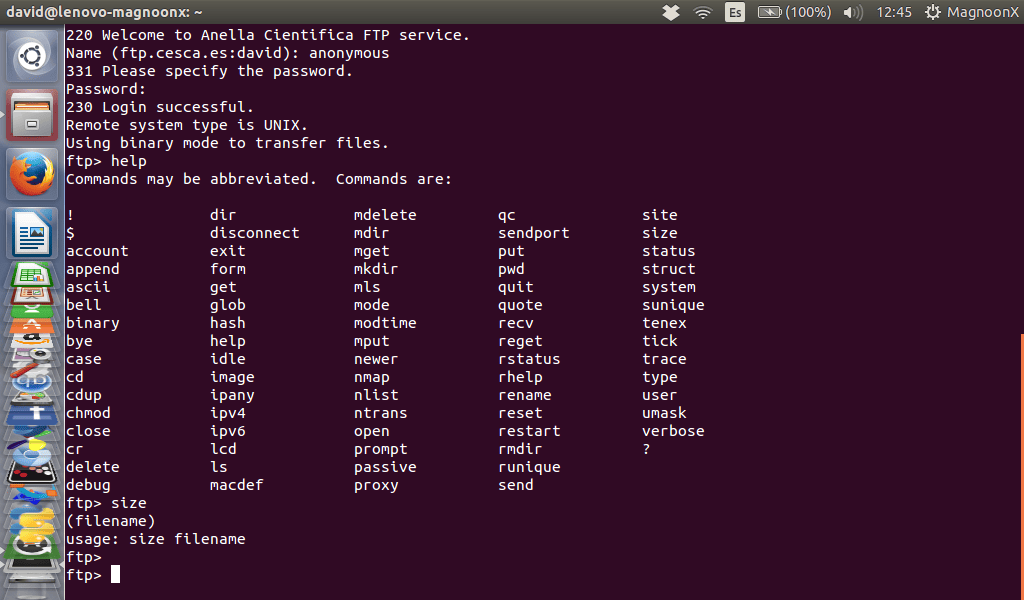 david@lenovo-magnoonx: ~ Es (100%) 12:45 MagnoonX
220 Welcome to Anella Cientifica FTP service.
Name (ftp.cesca.es:david): anonymous
331 Please specify the password.
Password:
230 Login successful.
Remote system type is UNIX.
Using binary mode to transfer files.
ftp> help
Commands may be abbreviated.  Commands are:
! dir mdelete qc site
$ disconnect mdir sendport size
account exit mget put status
append form mkdir pwd struct
ascii get mls quit system
bell glob mode quote sunique
binary hash modtime recv tenex
bye help mput reget tick
case idle newer rstatus trace
cd image nmap rhelp type
cdup ipany nlist rename user
chmod ipv4 ntrans reset umask
close ipv6 open restart verbose
cr lcd prompt rmdir ?
delete ls passive runique
debug macdef proxy send
ftp> size
(filename)
usage: size filename
ftp>
ftp>